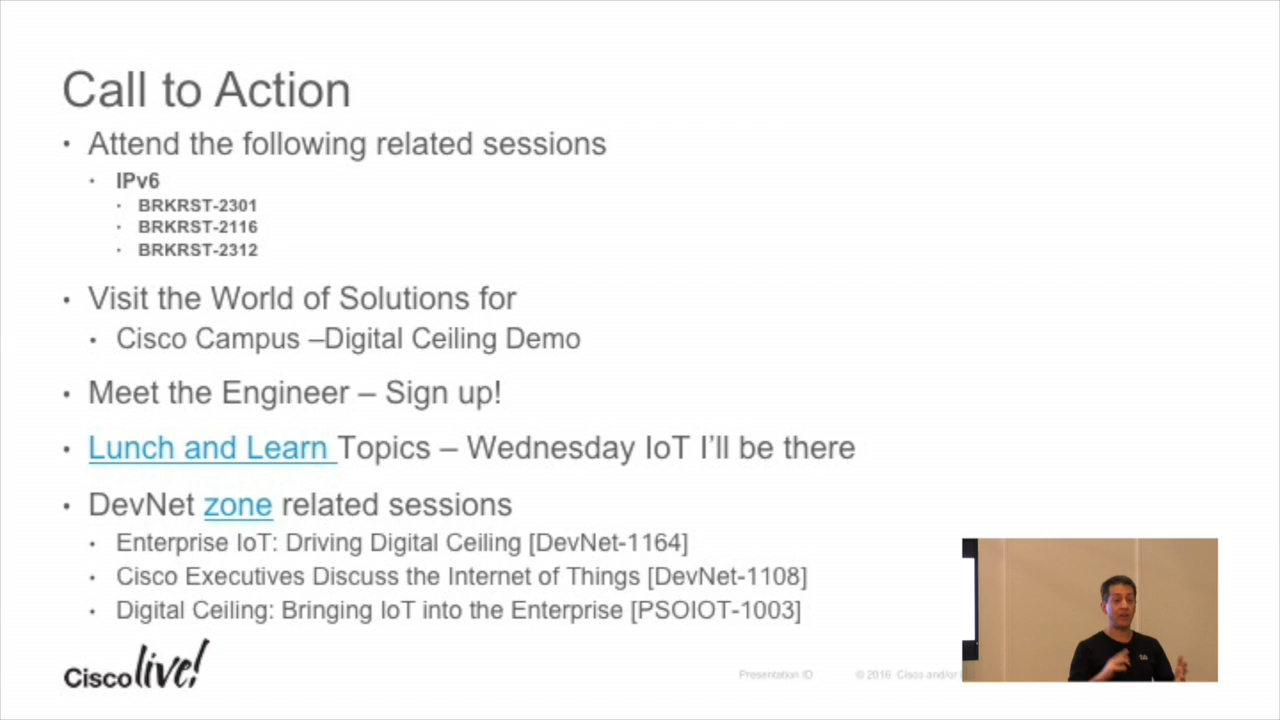 Call to Action
• Attend the following related sessions
• IPv6
• BRKRST-2301
• BRKRST-2116
• BRKRST-2312
• Visit the World of Solutions for
• Cisco Campus –Digital Ceiling Demo
• Meet the Engineer – Sign up!
• Lunch and Learn Topics – Wednesday IoT I’ll be there
• DevNet zone related sessions
• Enterprise IoT: Driving Digital Ceiling [DevNet-1164]
• Cisco Executives Discuss the Internet of Things [DevNet-1108]
• Digital Ceiling: Bringing IoT into the Enterprise [PSOIOT-1003]
Cisco live!
Presentation ID © 2016 Cisco and/or